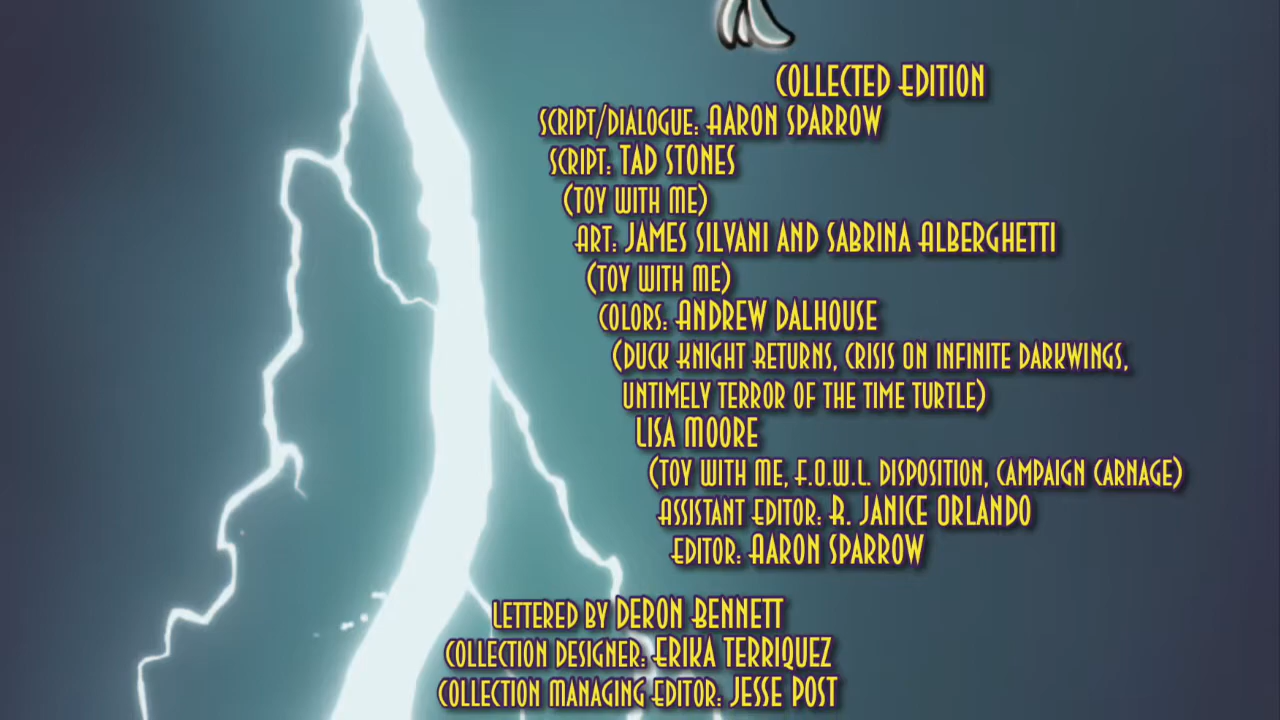 COLLECTED EDITION
SCRIPT/DIALOGUE: AARON SPARROW
SCRIPT: TAD STONES
(TOY WITH ME)
ART: JAMES SILVANI AND SABRINA ALBERGHETTI
(TOY WITH ME)
COLORS: ANDREW DALHOUSE
(DUCK KNIGHT RETURNS, CRISIS ON INFINITE DARKWINGS,
UNTIMELY TERROR OF THE TIME TURTLE)
LISA MOORE
(TOY WITH ME, F.O.W.L. DISPOSITION, CAMPAIGN CARNAGE)
ASSISTANT EDITOR: R. JANICE ORLANDO
EDITOR: AARON SPARROW
LETTERED BY DERON BENNETT
COLLECTION DESIGNER: ERIKA TERRIQUEZ
COLLECTION MANAGING EDITOR: JESSE POST